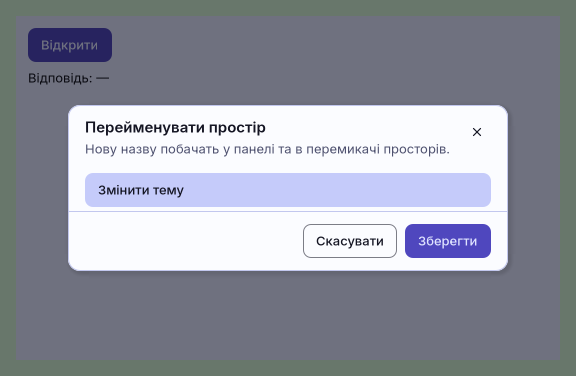 Відкрити
Відповідь: —
Перейменувати простір
Нову назву побачать у панелі та в перемикачі просторів.
Змінити тему
Скасувати
Зберегти